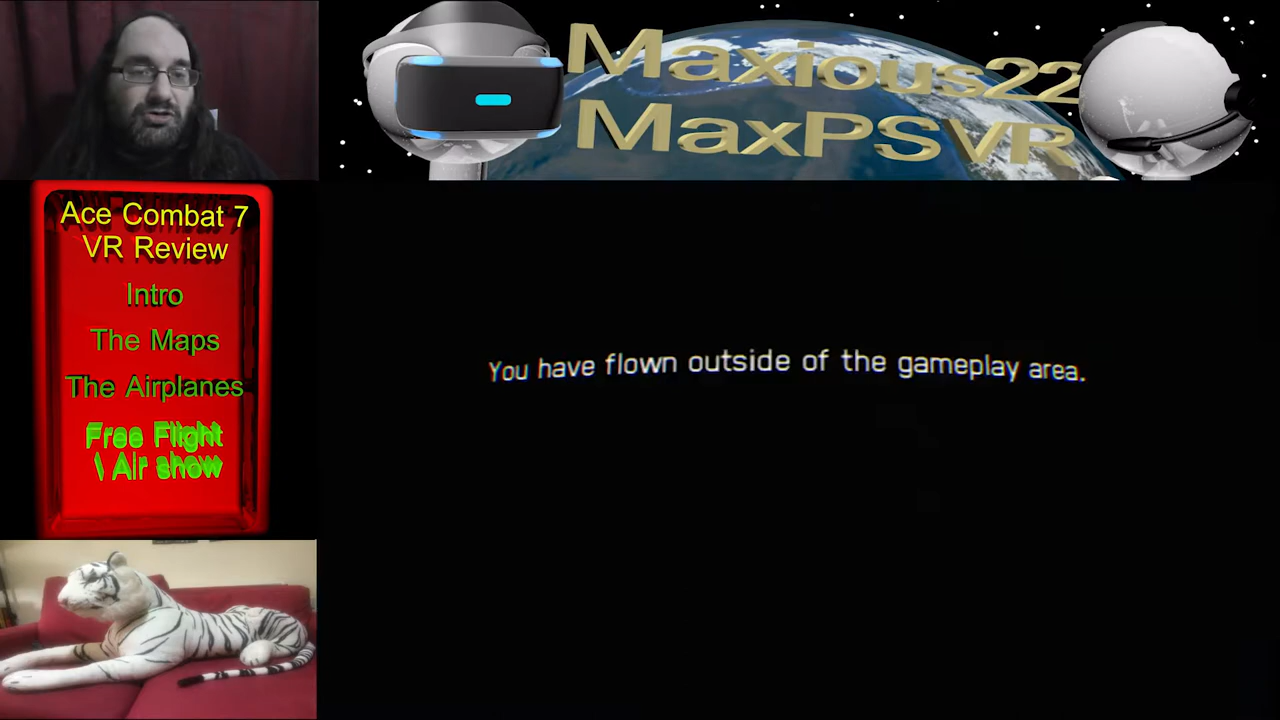 Maxious22
MaxPSVR
Ace Combat 7
VR Review
Intro
The Maps
The Airplanes
Free Flight
\ Air show
You have flown outside of the gameplay area.